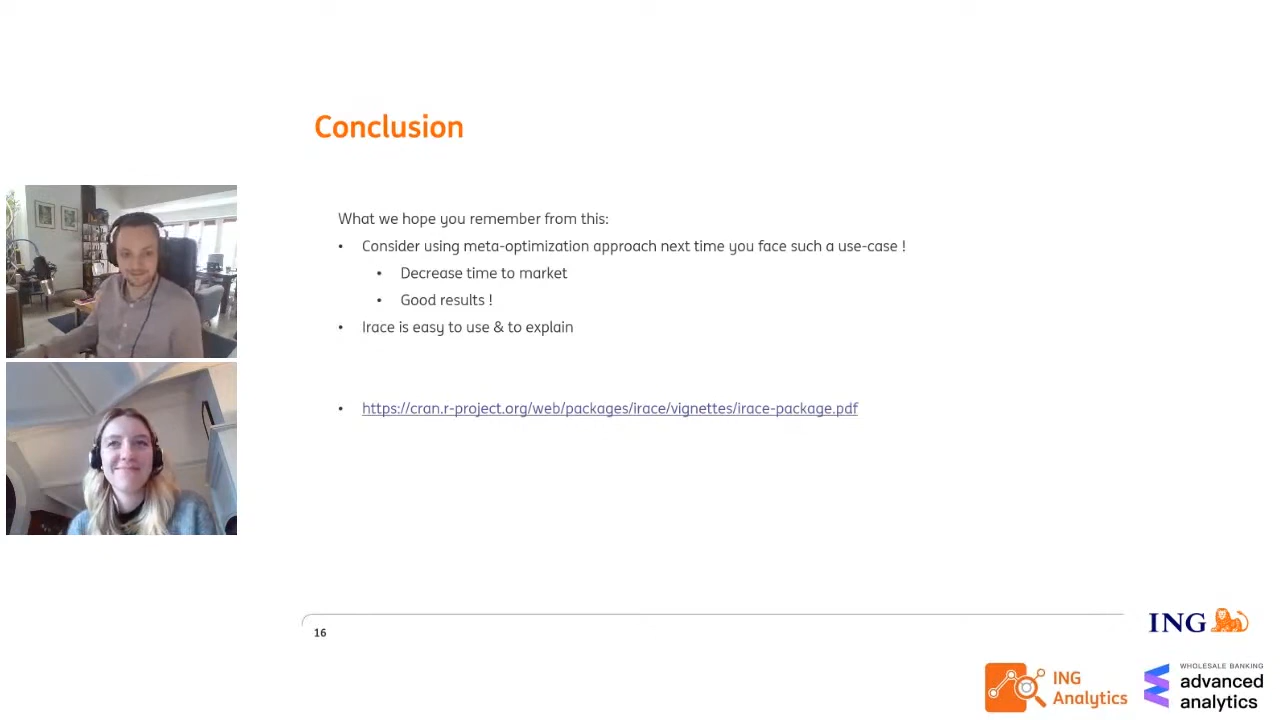 Conclusion
What we hope you remember from this:
• Consider using meta-optimization approach next time you face such a use-case !
• Decrease time to market
• Good results !
• Irace is easy to use & to explain
• https://cran.r-project.org/web/packages/irace/vignettes/irace-package.pdf
16
ING
ING
Analytics
WHOLESALE BANKING
advanced
analytics